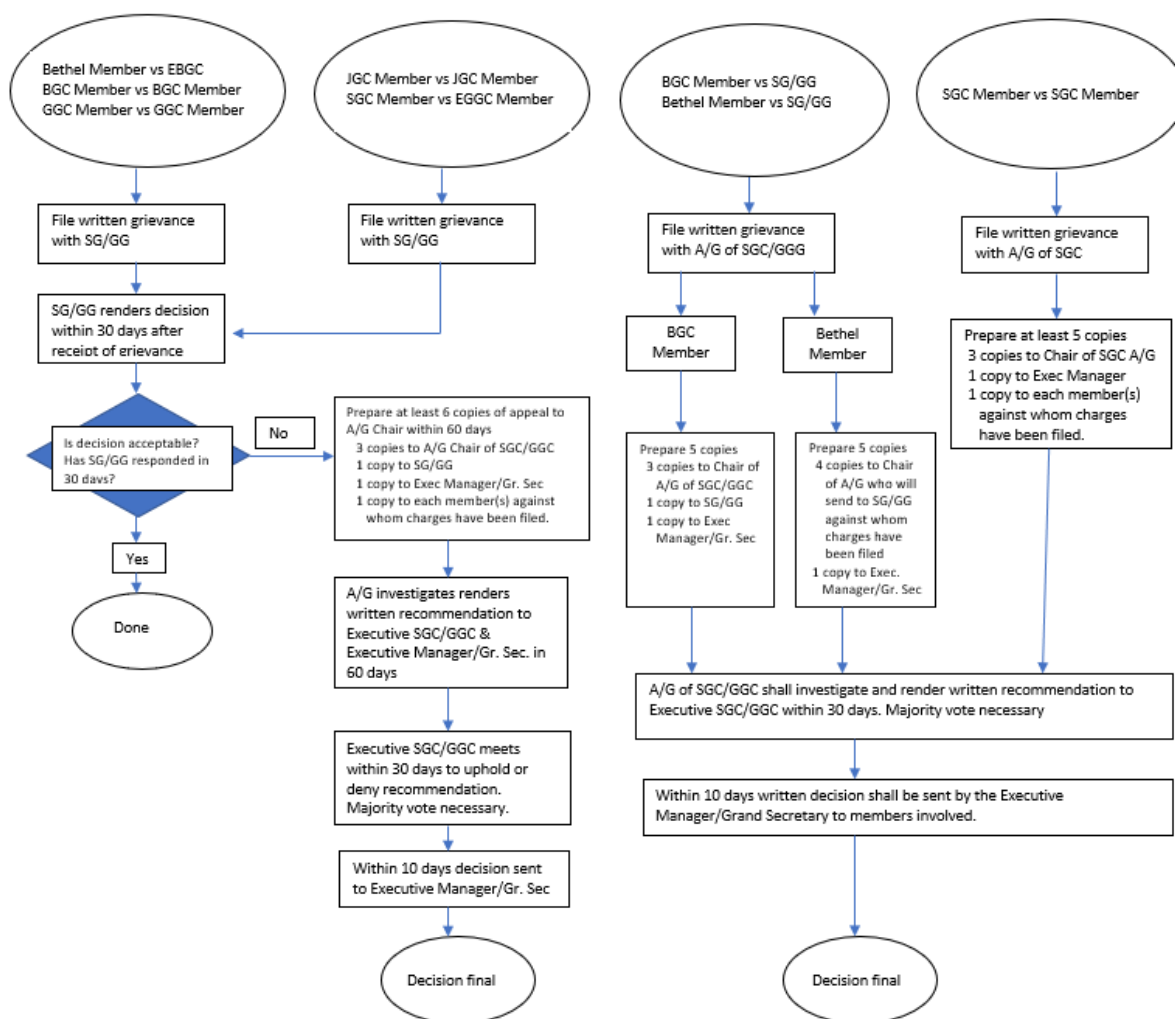 Bethel Member vs EBGC
BGC Member vs BGC Member
GGC Member vs GGC Member
File written grievance
with SG/GG
SG/GG renders decision
within 30 days after
receipt of grievance
Is decision acceptable?
Has SG/GG responded in
30 days?
No
Yes
Done
JGC Member vs JGC Member
SGC Member vs EGGC Member
File written grievance
with SG/GG
Prepare at least 6 copies of appeal to
A/G Chair within 60 days
3 copies to A/G Chair of SGC/GGC
1 copy to SG/GG
1 copy to Exec Manager/Gr. Sec
1 copy to each member(s) against
whom charges have been filed.
A/G investigates renders
written recommendation to
Executive SGC/GGC &
Executive Manager/Gr. Sec. in
60 days
Executive SGC/GGC meets
within 30 days to uphold or
deny recommendation.
Majority vote necessary.
Within 10 days decision sent
to Executive Manager/Gr. Sec
Decision final
BGC Member vs SG/GG
Bethel Member vs SG/GG
File written grievance
with A/G of SGC/GGG
BGC
Member
Prepare 5 copies
3 copies to Chair of
A/G of SGC/GGC
1 copy to SG/GG
1 copy to Exec
Manager/Gr. Sec
Bethel
Member
Prepare 5 copies
4 copies to Chair
of A/G who will
send to SG/GG
against whom
charges have
been filed
1 copy to Exec.
Manager/Gr. Sec
SGC Member vs SGC Member
File written grievance
with A/G of SGC
Prepare at least 5 copies
3 copies to Chair of SGC A/G
1 copy to Exec Manager
1 copy to each member(s)
against whom charges
have been filed.
A/G of SGC/GGC shall investigate and render written recommendation to
Executive SGC/GGC within 30 days. Majority vote necessary
Within 10 days written decision shall be sent by the Executive
Manager/Grand Secretary to members involved.
Decision final